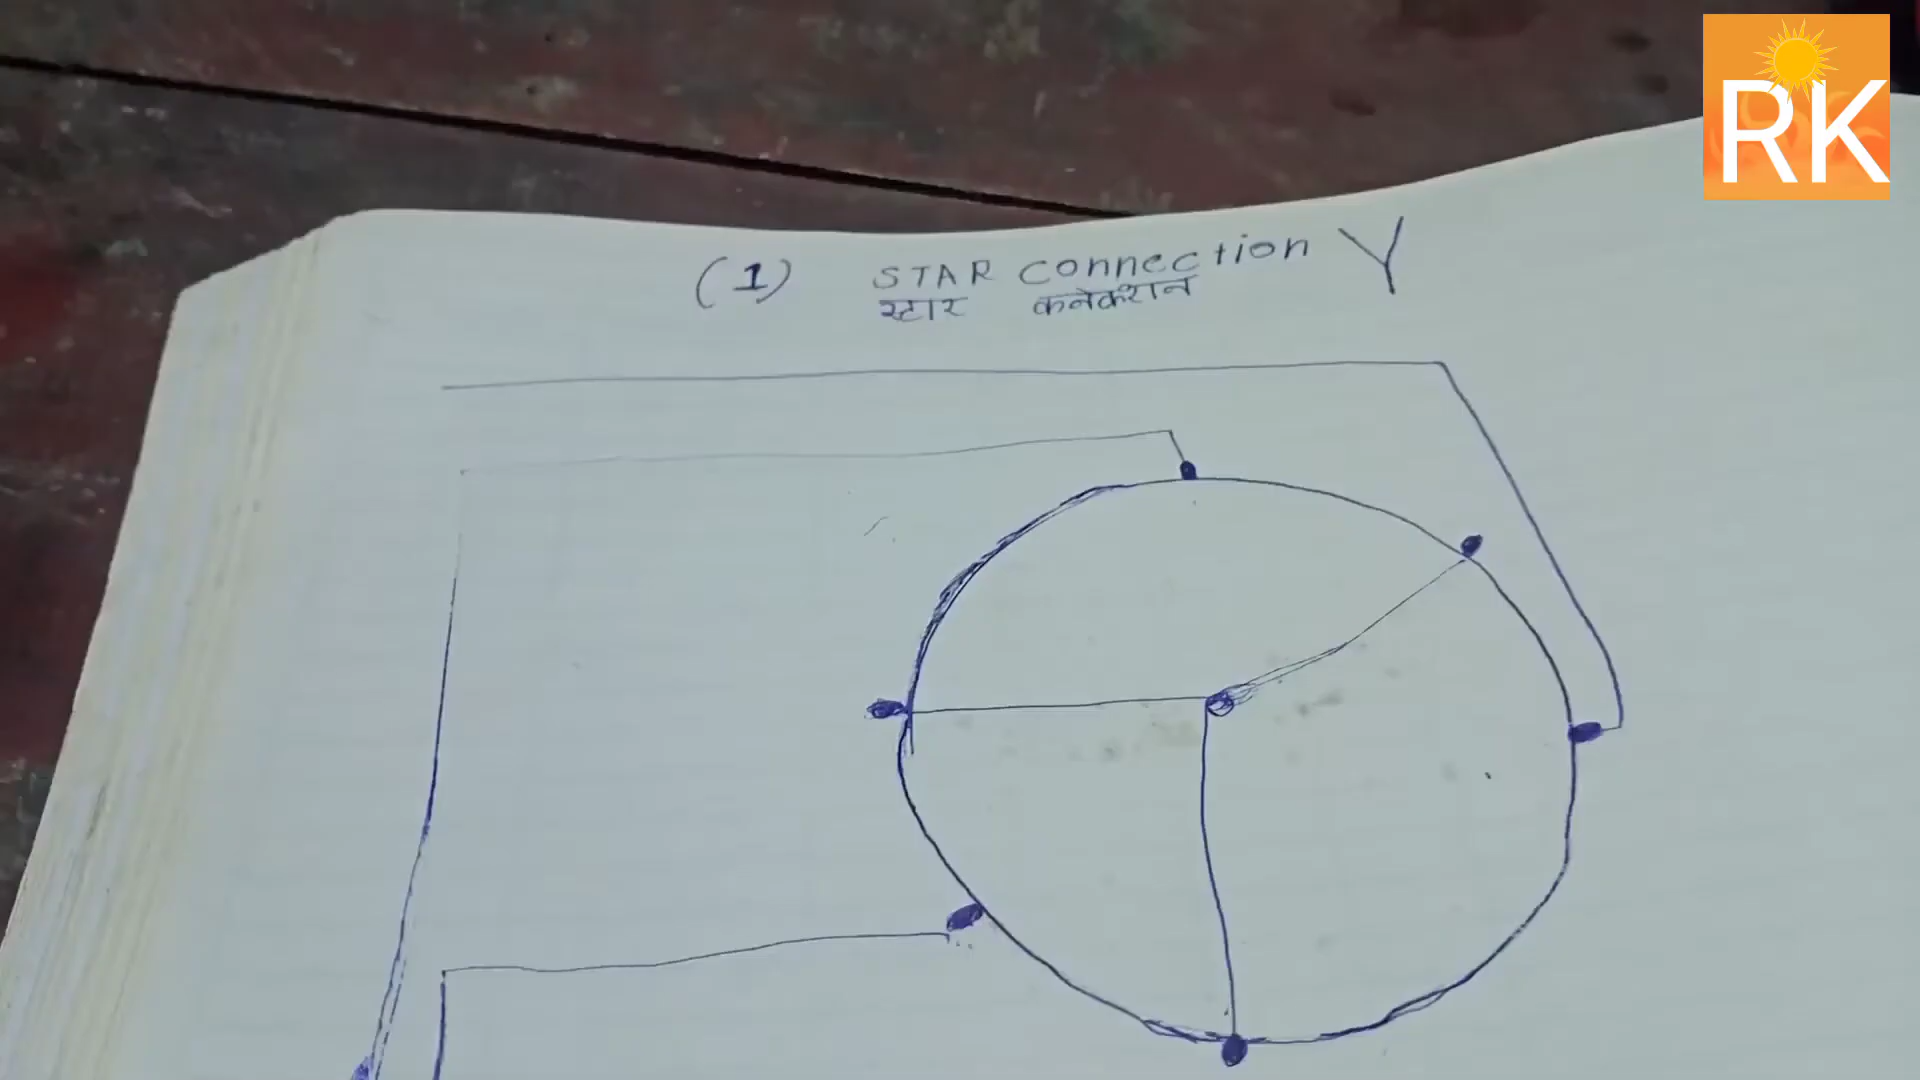 RK
(1) STAR connection Y
स्टार कनेक्शन